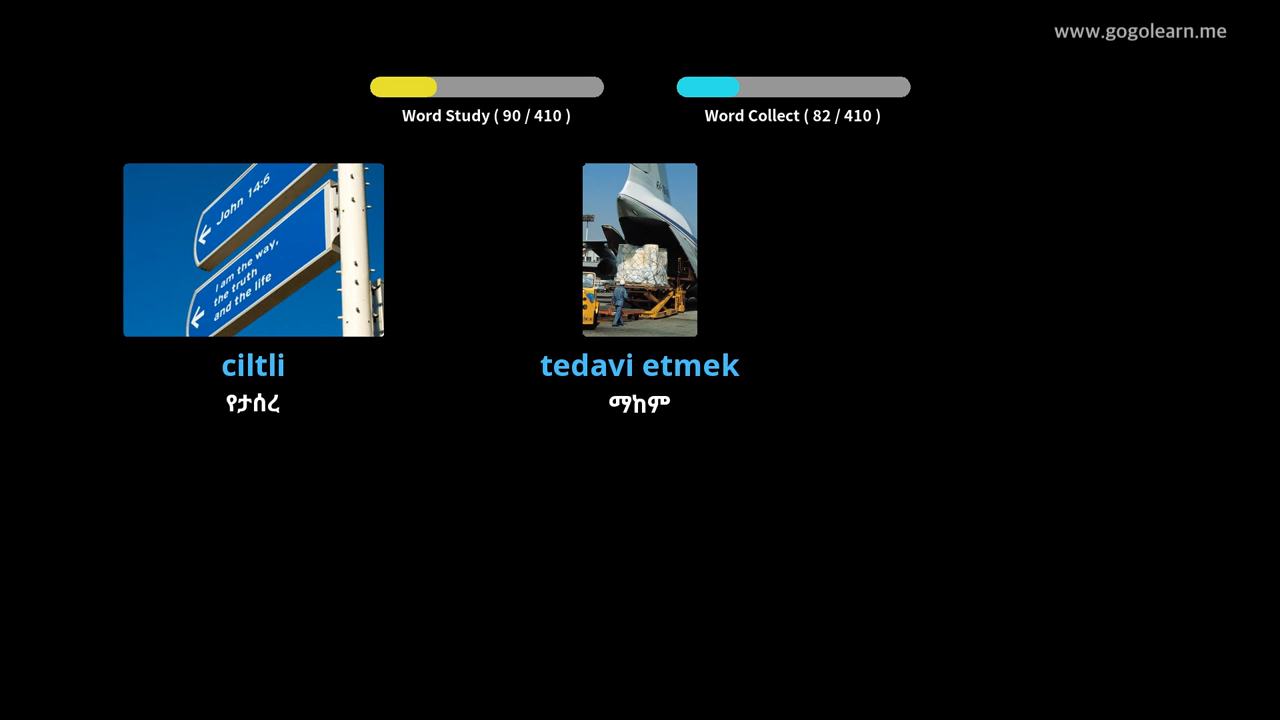 www.gogolearn.me
Word Study ( 90 / 410 )
Word Collect ( 82 / 410 )
John 14:6
I am the way,
the truth
and the life
ciltli
tedavi etmek
የታሰረ
ማከም